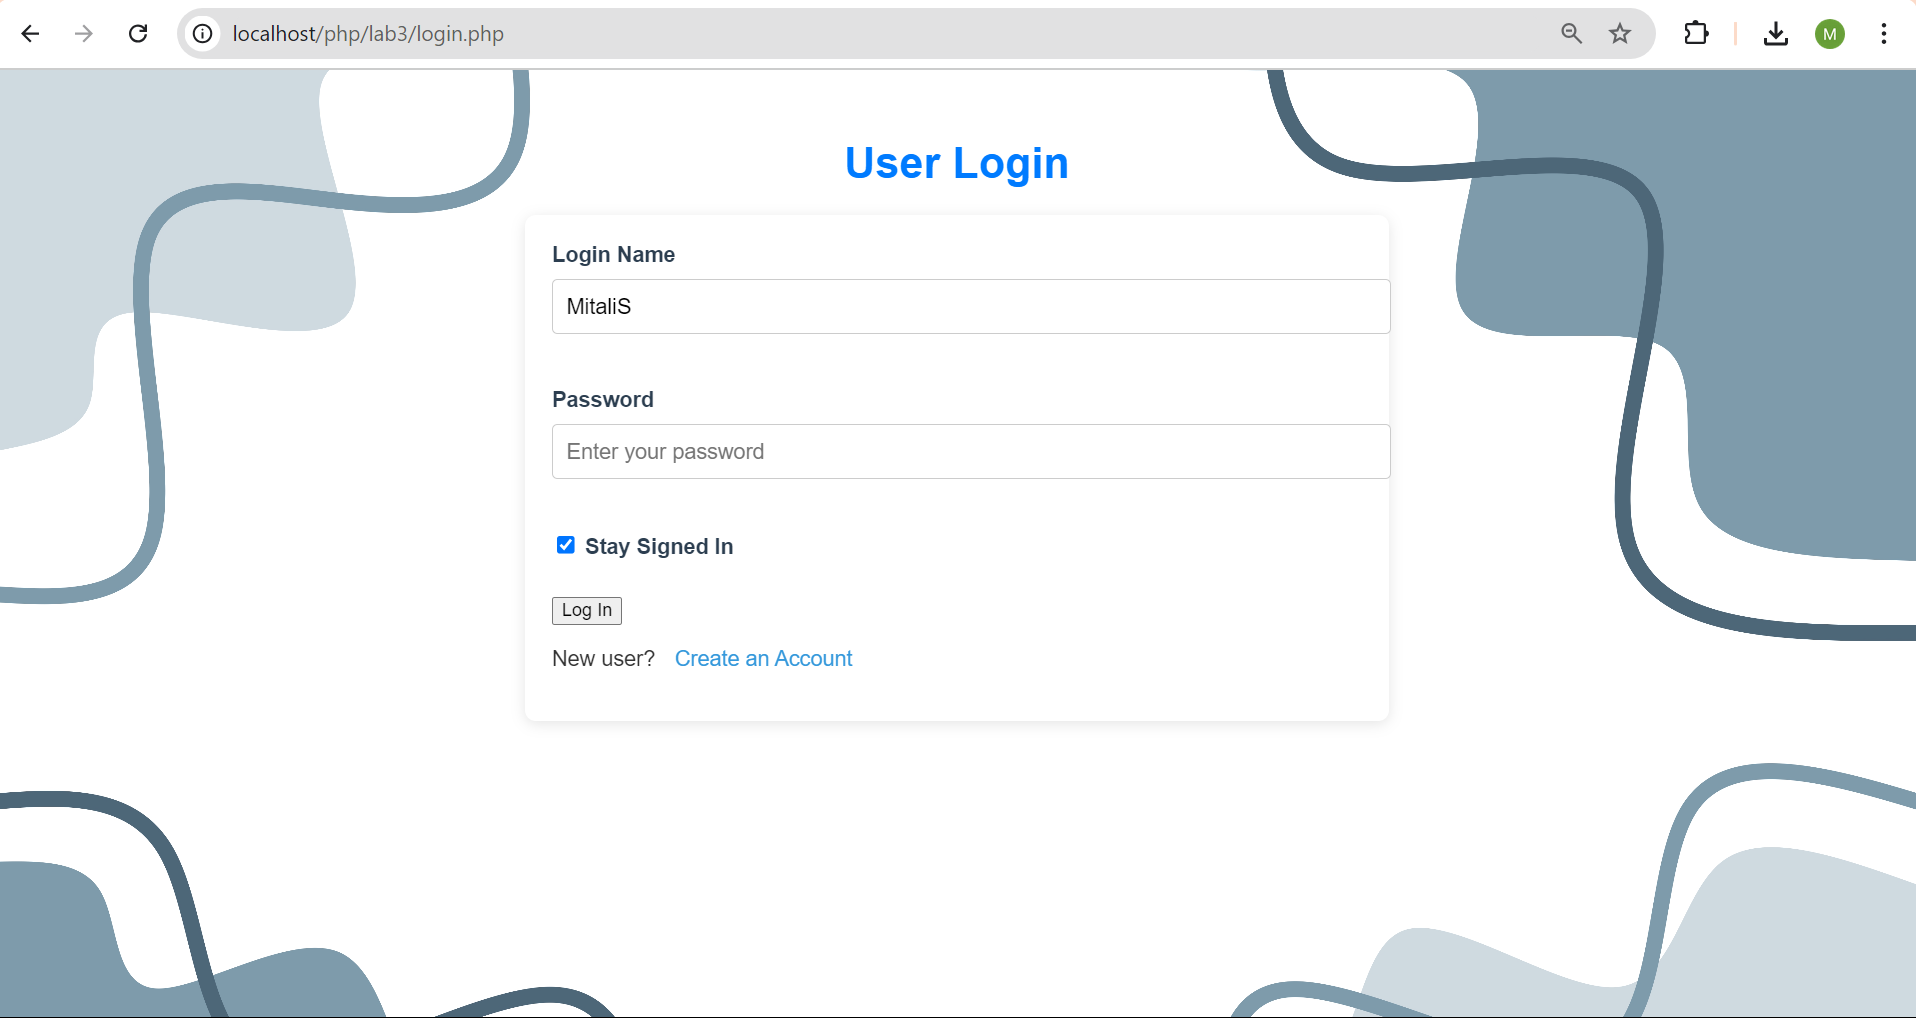 localhost/php/lab3/login.php
M
User Login
Login Name
MitaliS
Password
Enter your password
Stay Signed In
Log In
New user? Create an Account